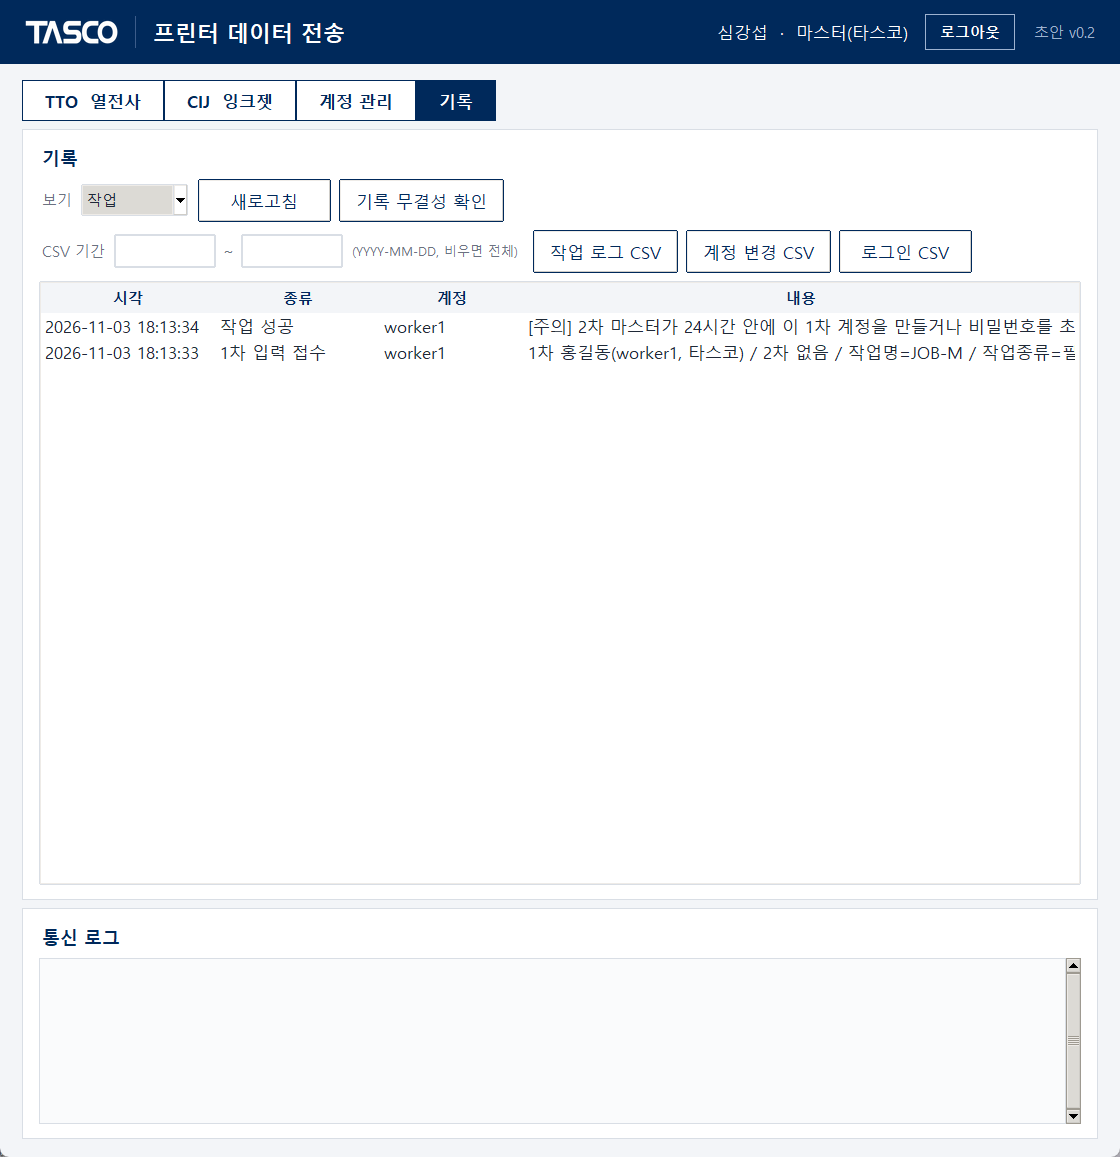 TASCO 프린터 데이터 전송 심강섭 · 마스터(타스코) 로그아웃 초안 v0.2
TTO 열전사 CIJ 잉크젯 계정 관리 기록
기록
보기 작업 새로고침 기록 무결성 확인
CSV 기간 ~ (YYYY-MM-DD, 비우면 전체) 작업 로그 CSV 계정 변경 CSV 로그인 CSV
시각 종류 계정 내용
2026-11-03 18:13:34 작업 성공 worker1 [주의] 2차 마스터가 24시간 안에 이 1차 계정을 만들거나 비밀번호를 초
2026-11-03 18:13:33 1차 입력 접수 worker1 1차 홍길동(worker1, 타스코) / 2차 없음 / 작업명=JOB-M / 작업종류=필
통신 로그